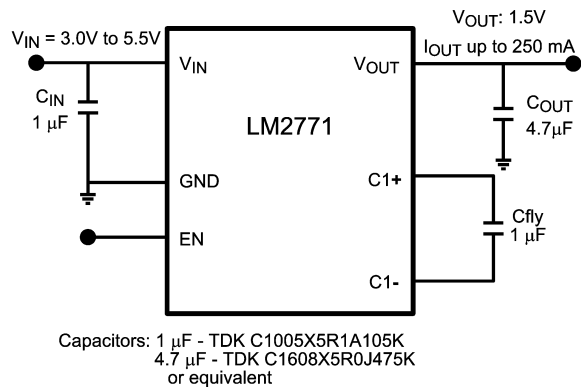 VOUT: 1.5V
VIN = 3.0V to 5.5V
IOUT up to 250 mA
VIN
VOUT
CIN
1 µF
COUT
4.7µF
LM2771
GND
C1+
Cfly
1 µF
EN
C1-
Capacitors: 1 µF - TDK C1005X5R1A105K
4.7 µF - TDK C1608X5R0J475K
or equivalent